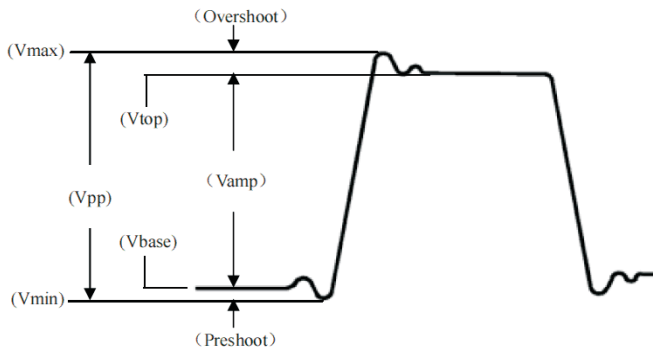 (Overshoot)
(Vmax)
(Vtop)
(Vamp)
(Vpp)
(Vbase)
(Vmin)
(Preshoot)